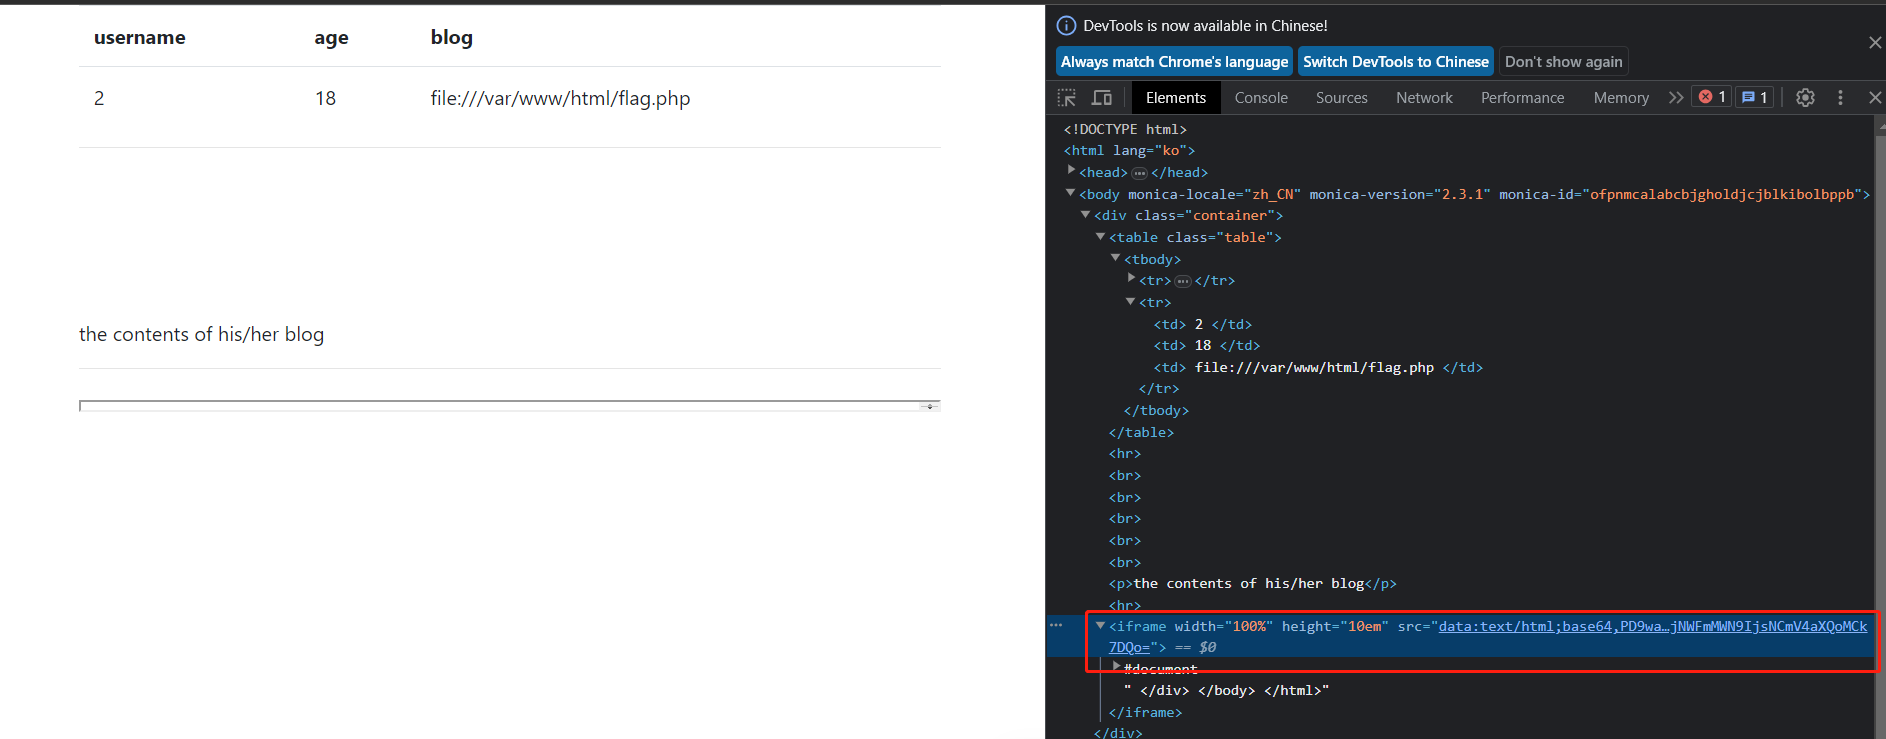 username age blog
2 18 file:///var/www/html/flag.php
the contents of his/her blog
DevTools is now available in Chinese!
Always match Chrome's language Switch DevTools to Chinese Don't show again
Elements Console Sources Network Performance Memory 1 1
<!DOCTYPE html>
<html lang="ko">
<head> </head>
<body monica-locale="zh_CN" monica-version="2.3.1" monica-id="ofpnmcalabcbjgholdjcjblkibolbppb">
<div class="container">
<table class="table">
<tbody>
<tr> </tr>
<tr>
<td> 2 </td>
<td> 18 </td>
<td> file:///var/www/html/flag.php </td>
</tr>
</tbody>
</table>
<hr>
<br>
<br>
<br>
<br>
<br>
<p>the contents of his/her blog</p>
<hr>
<iframe width="100%" height="10em" src="data:text/html;base64,PD9wa…jNWFmMWN9IjsNCmV4aXQoMCk
7DQo="> == $0
#document
" </div> </body> </html>"
</iframe>
</div>